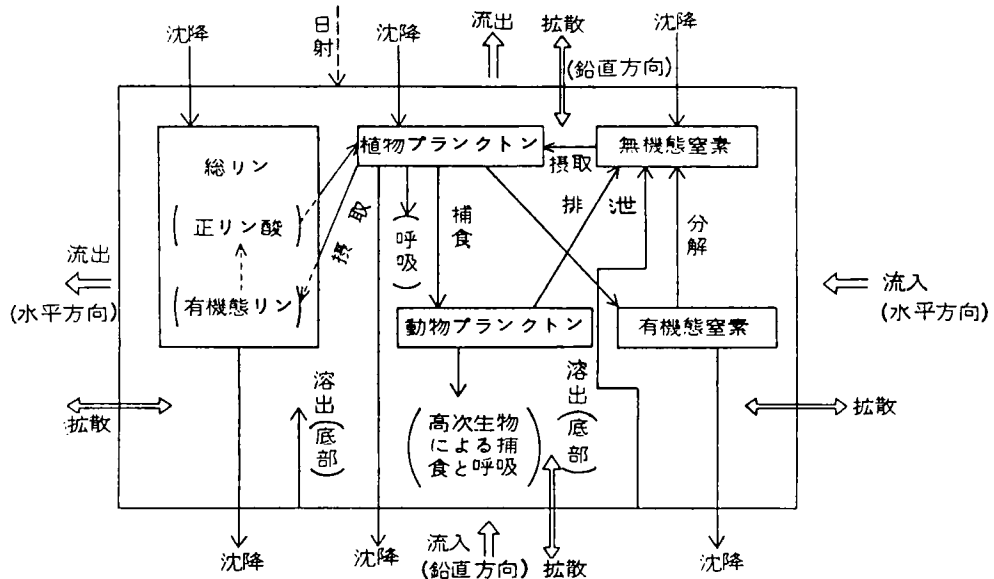 沈降
日射
沈降
流出
拡散
(鉛直方向)
沈降
総リン
(正リン酸)
(有機態リン)
植物プランクトン
摂取
無機態窒素
摂取
(呼吸)
捕食
排泄
分解
流出
(水平方向)
流入
(水平方向)
動物プランクトン
有機態窒素
拡散
溶出(底部)
(高次生物
による捕
食と呼吸)
溶出(底部)
拡散
沈降
沈降
流入
(鉛直方向)
拡散
沈降